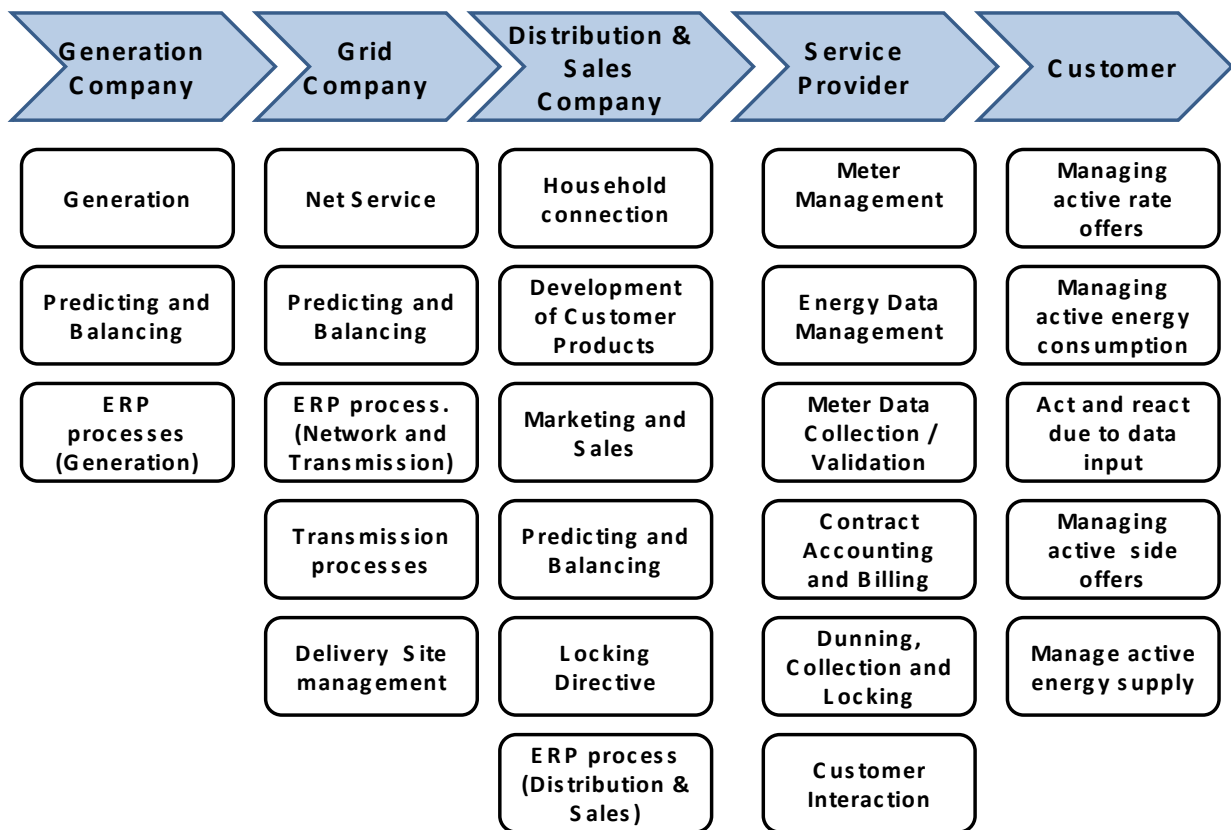 Generation
Company
Grid
Company
Distribution &
Sales
Company
Service
Provider
Customer
Generation
Predicting and
Balancing
ERP
processes
(Generation)
Net Service
Predicting and
Balancing
ERP process.
(Network and
Transmission)
Transmission
processes
Delivery Site
management
Household
connection
Development
of Customer
Products
Marketing and
Sales
Predicting and
Balancing
Locking
Directive
ERP process
(Distribution &
Sales)
Meter
Management
Energy Data
Management
Meter Data
Collection /
Validation
Contract
Accounting
and Billing
Dunning,
Collection and
Locking
Customer
Interaction
Managing
active rate
offers
Managing
active energy
consumption
Act and react
due to data
input
Managing
active side
offers
Manage active
energy supply